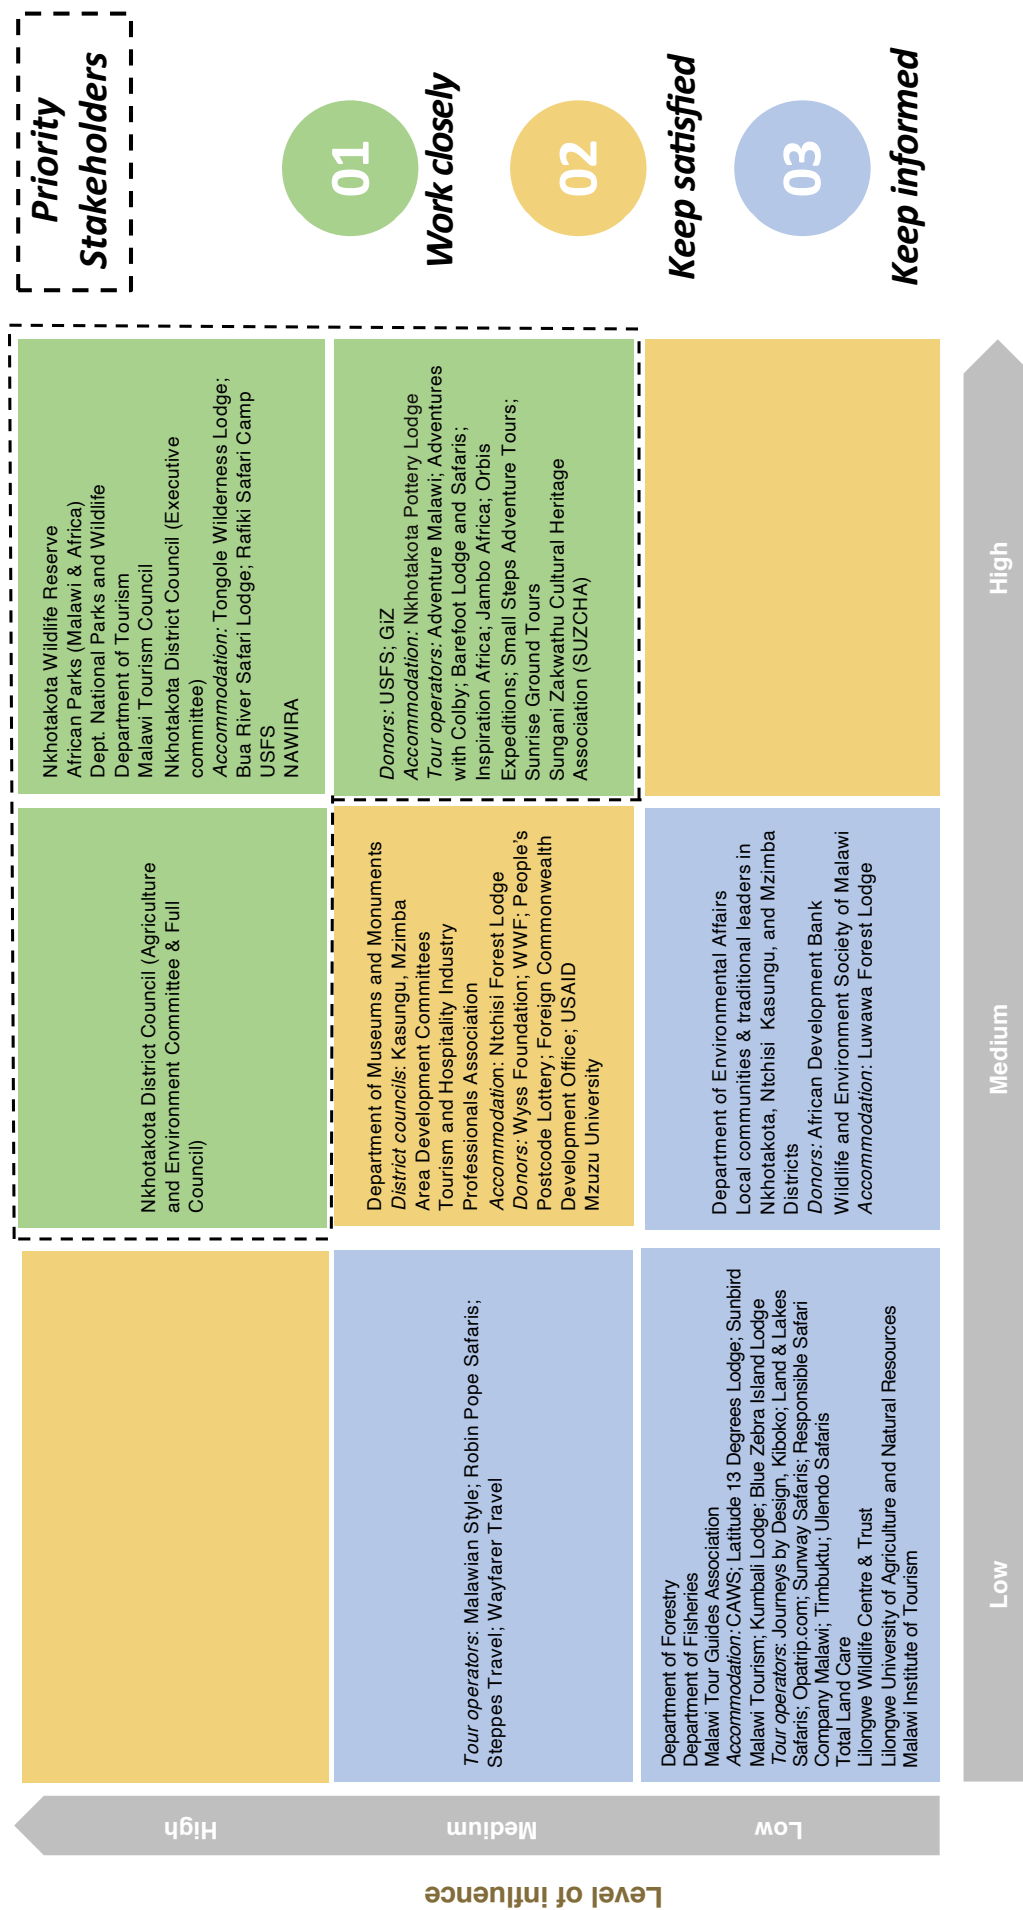 Priority
Stakeholders
01
Work closely
02
Keep satisfied
03
Keep informed
Level of influence
High
Medium
Low
Nkhotakota District Council (Agriculture
and Environment Committee & Full
Council)
Nkhotakota Wildlife Reserve
African Parks (Malawi & Africa)
Dept. National Parks and Wildlife
Department of Tourism
Malawi Tourism Council
Nkhotakota District Council (Executive
committee)
Accommodation: Tongole Wilderness Lodge;
Bua River Safari Lodge; Rafiki Safari Camp
USFS
NAWIRA
Tour operators: Malawian Style; Robin Pope Safaris;
Steppes Travel; Wayfarer Travel
Department of Museums and Monuments
District councils: Kasungu, Mzimba
Area Development Committees
Tourism and Hospitality Industry
Professionals Association
Accommodation: Ntchisi Forest Lodge
Donors: Wyss Foundation; WWF; People’s
Postcode Lottery; Foreign Commonwealth
Development Office; USAID
Mzuzu University
Donors: USFS; GiZ
Accommodation: Nkhotakota Pottery Lodge
Tour operators: Adventure Malawi; Adventures
with Colby; Barefoot Lodge and Safaris;
Inspiration Africa; Jambo Africa; Orbis
Expeditions; Small Steps Adventure Tours;
Sunrise Ground Tours
Sungani Zakwathu Cultural Heritage
Association (SUZCHA)
Department of Forestry
Department of Fisheries
Malawi Tour Guides Association
Accommodation: CAWS; Latitude 13 Degrees Lodge; Sunbird
Malawi Tourism; Kumbali Lodge; Blue Zebra Island Lodge
Tour operators: Journeys by Design, Kiboko; Land & Lakes
Safaris; Opatrip.com; Sunway Safaris; Responsible Safari
Company Malawi; Timbuktu; Ulendo Safaris
Total Land Care
Lilongwe Wildlife Centre & Trust
Lilongwe University of Agriculture and Natural Resources
Malawi Institute of Tourism
Department of Environmental Affairs
Local communities & traditional leaders in
Nkhotakota, Ntchisi Kasungu, and Mzimba
Districts
Donors: African Development Bank
Wildlife and Environment Society of Malawi
Accommodation: Luwawa Forest Lodge
Low
Medium
High